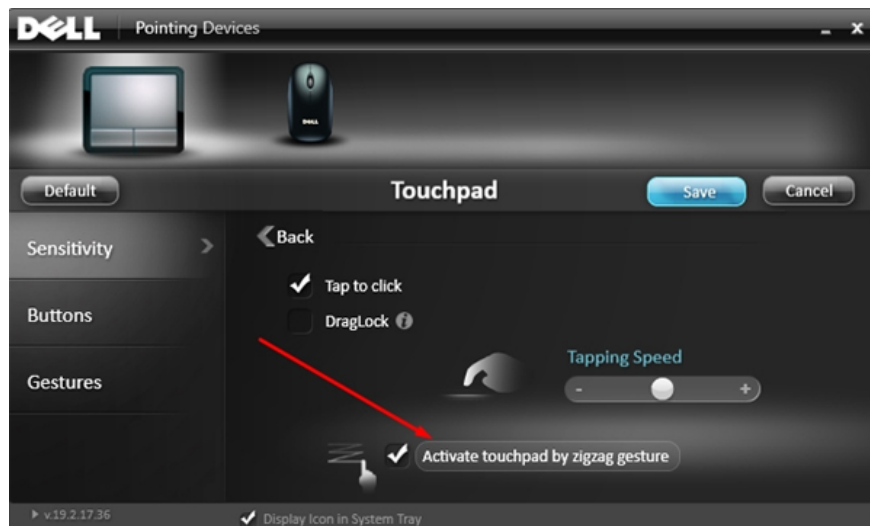 DELL Pointing Devices
DELL
Default Touchpad Save Cancel
Sensitivity
Back
Tap to click
Buttons
DragLock
Tapping Speed
Gestures
- +
Activate touchpad by zigzag gesture
v.19.2.17.36
Display Icon in System Tray